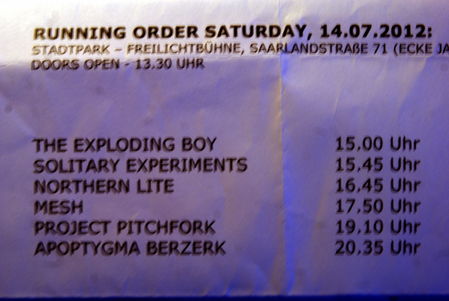 RUNNING ORDER SATURDAY, 14.07.2012:
STADTPARK – FREILICHTBÜHNE, SAARLANDSTRAßE 71 (ECKE
DOORS OPEN - 13.30 UHR
THE EXPLODING BOY 15.00 Uhr
SOLITARY EXPERIMENTS 15.45 Uhr
NORTHERN LITE 16.45 Uhr
MESH 17.50 Uhr
PROJECT PITCHFORK 19.10 Uhr
APOPTYGMA BERZERK 20.35 Uhr